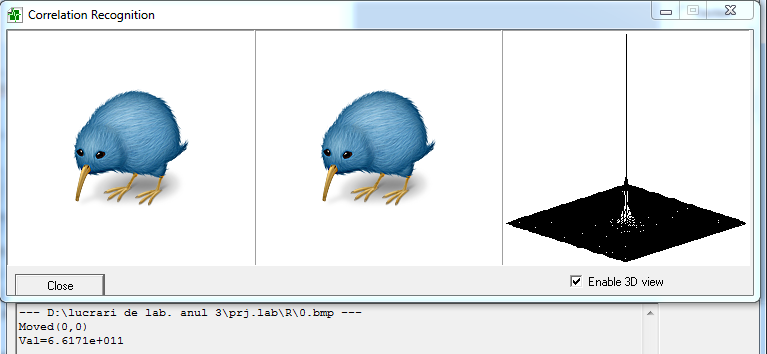 Correlation Recognition
Close
Enable 3D view
--- D:\lucrari de lab. anul 3\prj.lab\R\0.bmp ---
Moved(0,0)
Val=6.6171e+011